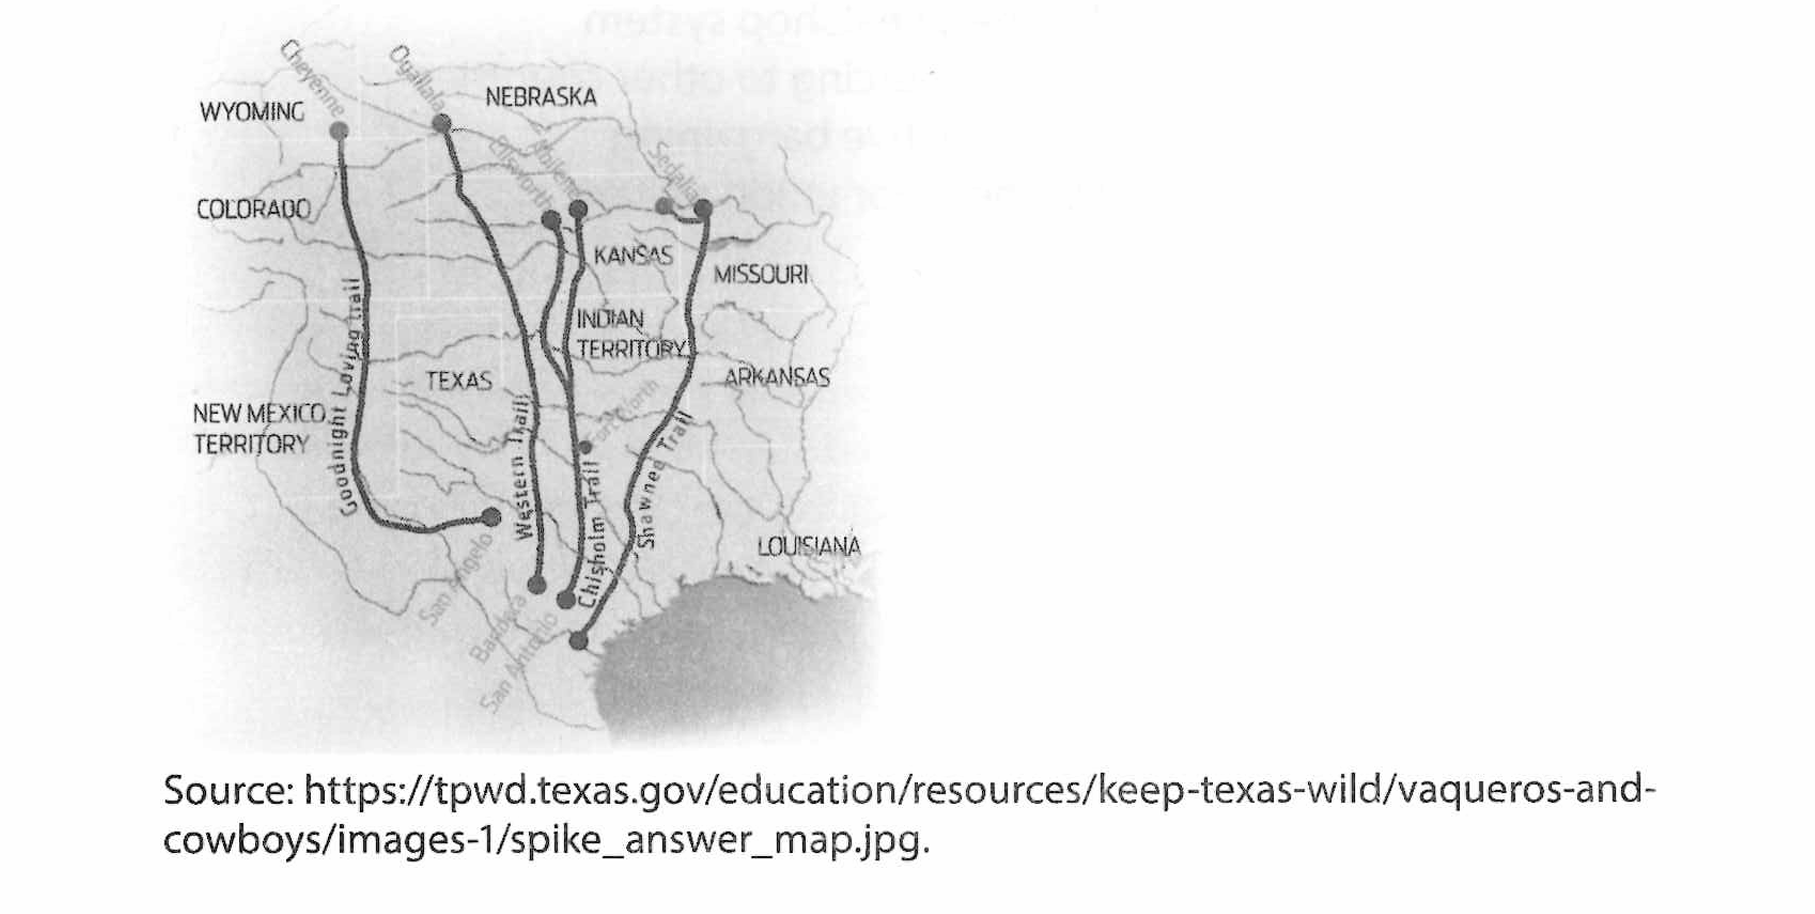 Cheyenne
Ogallala
NEBRASKA
WYOMING
Ellsworth
Abilene
Sedalia
COLORADO
KANSAS
MISSOURI
INDIAN
TERRITORY
TEXAS
ARKANSAS
NEW MEXICO
TERRITORY
Goodnight Loving trail
Western Trail
Fort Worth
Chisholm Trail
Shawnee Trail
LOUISIANA
San Angelo
Bandera
San Antonio
Source: https://tpwd.texas.gov/education/resources/keep-texas-wild/vaqueros-and-
cowboys/images-1/spike_answer_map.jpg.